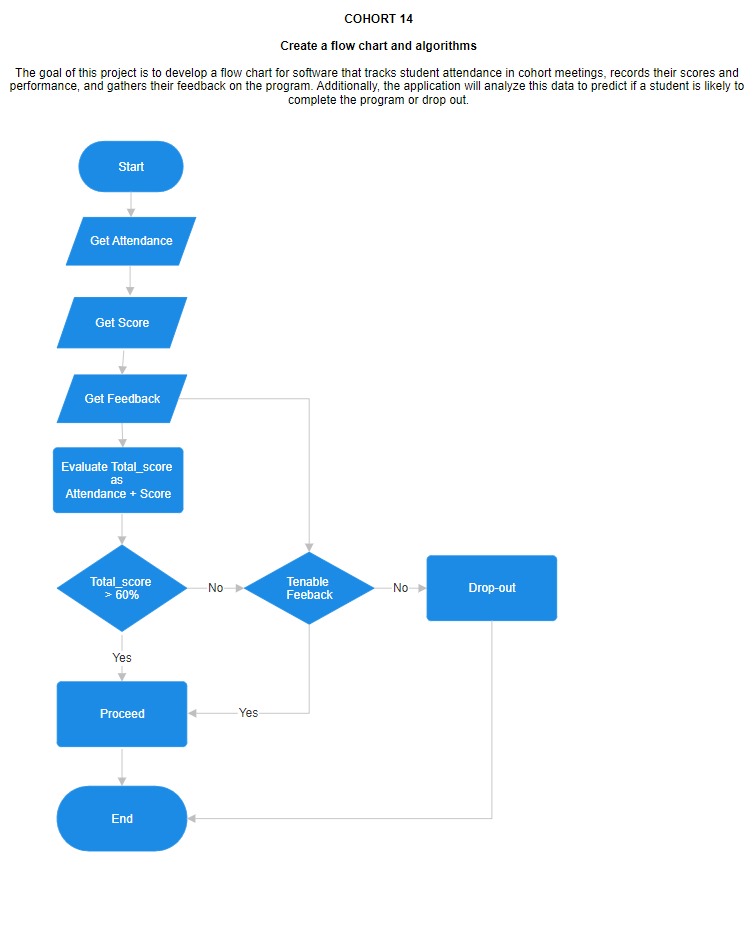 COHORT 14
Create a flow chart and algorithms
The goal of this project is to develop a flow chart for software that tracks student attendance in cohort meetings, records their scores and
performance, and gathers their feedback on the program. Additionally, the application will analyze this data to predict if a student is likely to
complete the program or drop out.
Start
Get Attendance
Get Score
Get Feedback
Evaluate Total_score
as
Attendance + Score
Total_score
> 60%
No
Tenable
Feeback
No
Drop-out
Yes
Proceed
Yes
End